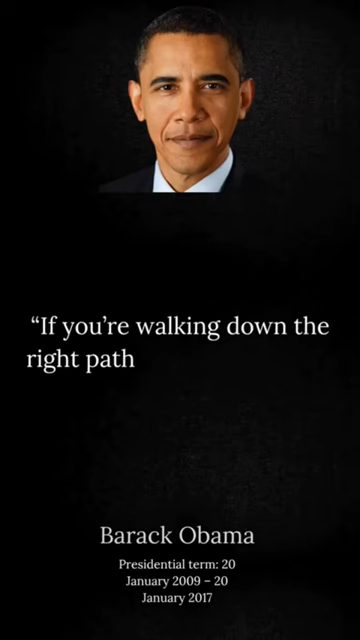 “If you’re walking down the
right path
Barack Obama
Presidential term: 20
January 2009 – 20
January 2017